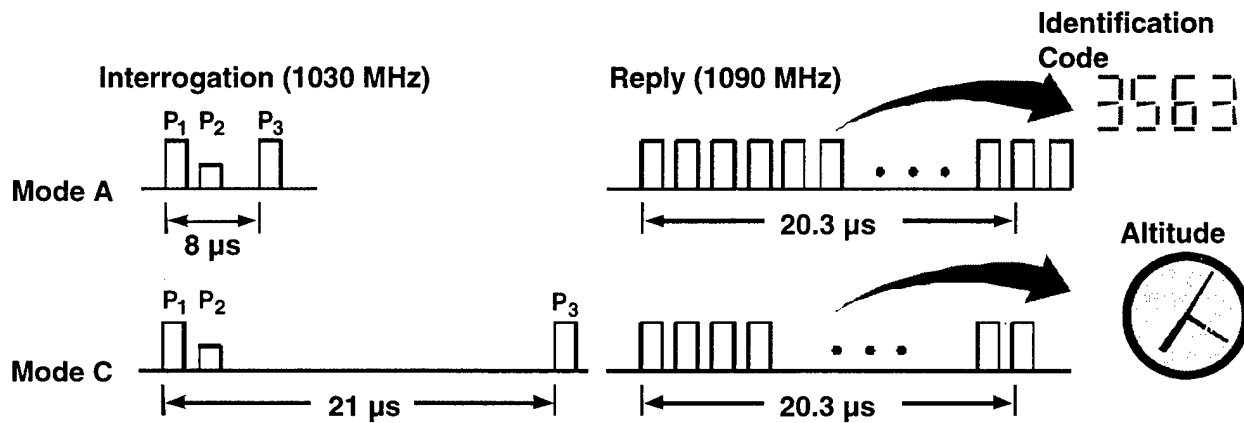 Identification
Code
Interrogation (1030 MHz)
Reply (1090 MHz)
3563
P1 P2 P3
Mode A
8 μs
20.3 μs
Altitude
P1 P2 P3
Mode C
21 μs
20.3 μs